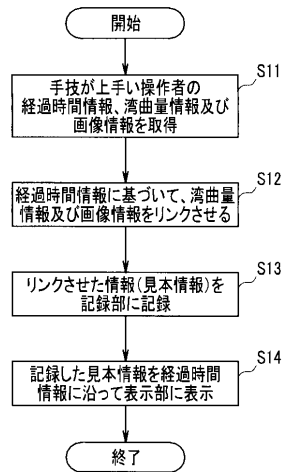 開始
S11
手技が上手い操作者の
経過時間情報、湾曲量情報及び
画像情報を取得
S12
経過時間情報に基づいて、湾曲量
情報及び画像情報をリンクさせる
S13
リンクさせた情報(見本情報)を
記録部に記録
S14
記録した見本情報を経過時間
情報に沿って表示部に表示
終了